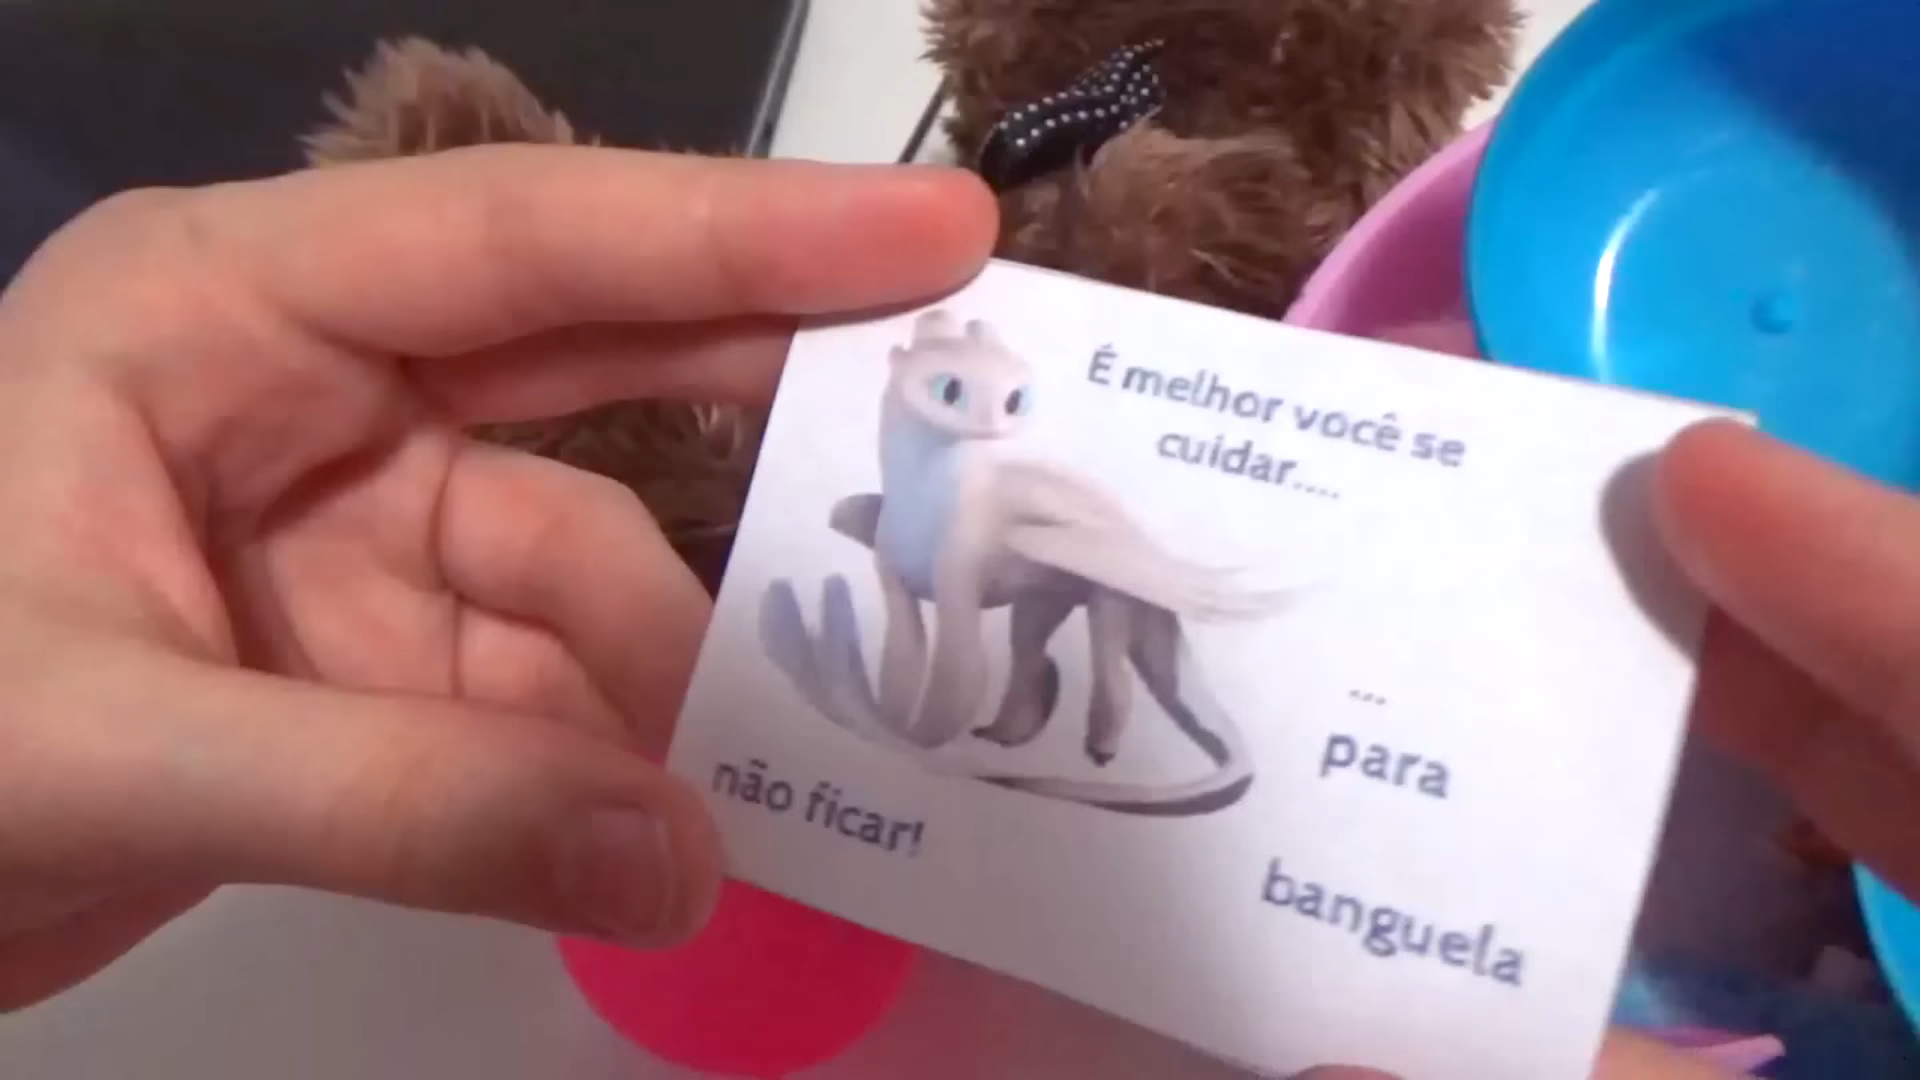 É melhor você se
cuidar....
...
para
não ficar!
banguela